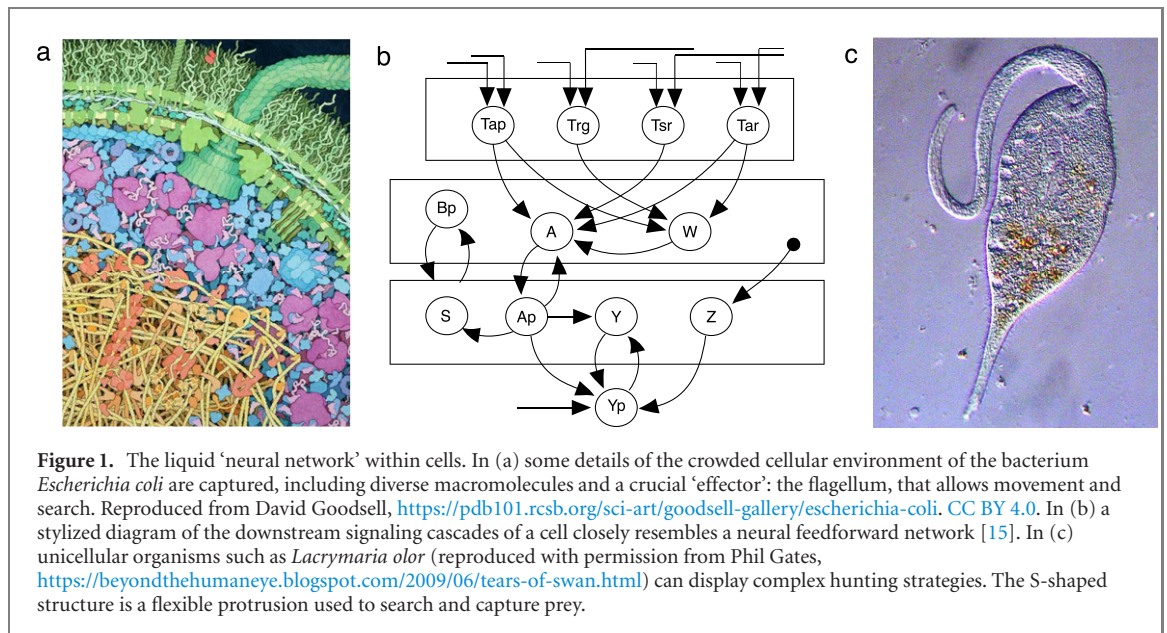 a
b
c
Tap
Trg
Tsr
Tar
Bp
A
W
S
Ap
Y
Z
Yp
Figure 1. The liquid ‘neural network’ within cells. In (a) some details of the crowded cellular environment of the bacterium
Escherichia coli are captured, including diverse macromolecules and a crucial ‘effector’: the flagellum, that allows movement and
search. Reproduced from David Goodsell, https://pdb101.rcsb.org/sci-art/goodsell-gallery/escherichia-coli. CC BY 4.0. In (b) a
stylized diagram of the downstream signaling cascades of a cell closely resembles a neural feedforward network [15]. In (c)
unicellular organisms such as Lacrymaria olor (reproduced with permission from Phil Gates,
https://beyondthehumaneye.blogspot.com/2009/06/tears-of-swan.html) can display complex hunting strategies. The S-shaped
structure is a flexible protrusion used to search and capture prey.